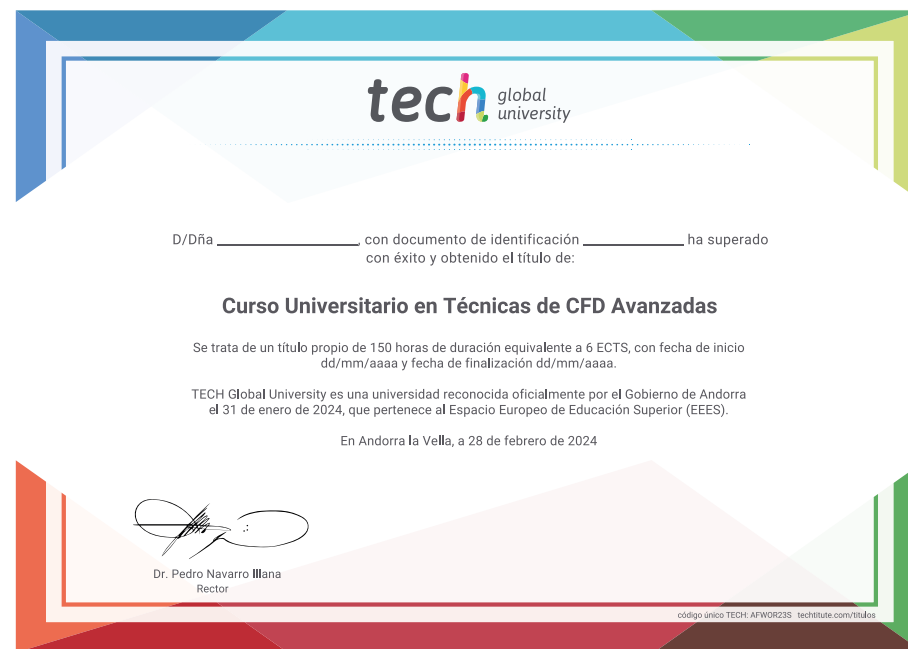 tech global university
D/Dña ____________________, con documento de identificación ______________ ha superado
con éxito y obtenido el título de:
Curso Universitario en Técnicas de CFD Avanzadas
Se trata de un título propio de 150 horas de duración equivalente a 6 ECTS, con fecha de inicio
dd/mm/aaaa y fecha de finalización dd/mm/aaaa.
TECH Global University es una universidad reconocida oficialmente por el Gobierno de Andorra
el 31 de enero de 2024, que pertenece al Espacio Europeo de Educación Superior (EEES).
En Andorra la Vella, a 28 de febrero de 2024
Dr. Pedro Navarro Illana
Rector
código único TECH: AFWOR23S techtitute.com/titulos